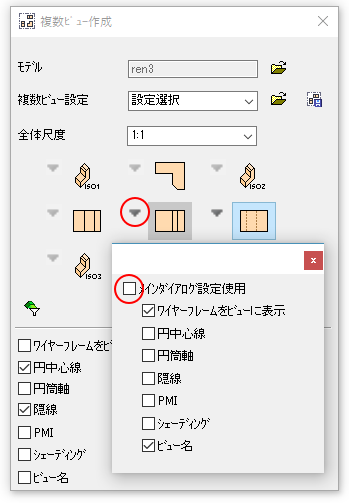 複数ﾋﾞｭｰ作成
ﾓﾃﾞﾙ
ren3
複数ﾋﾞｭｰ設定
設定選択
全体尺度
1:1
ISO1
ISO2
ISO3
x
ﾒｲﾝﾀﾞｲｱﾛｸﾞ設定使用
ﾜｲﾔｰﾌﾚｰﾑをﾋﾞｭｰに表示
円中心線
円筒軸
隠線
PMI
ｼｪｰﾃﾞｨﾝｸﾞ
ﾋﾞｭｰ名
ﾜｲﾔｰﾌﾚｰﾑをﾋﾞ
円中心線
円筒軸
隠線
PMI
ｼｪｰﾃﾞｨﾝｸﾞ
ﾋﾞｭｰ名